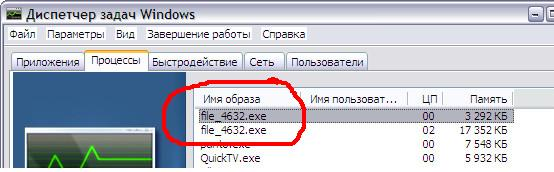 Диспетчер задач Windows
Файл Параметры Вид Завершение работы Справка
Приложения Процессы Быстродействие Сеть Пользователи
Имя образа Имя пользоват... ЦП Память
file_4632.exe 00 3 292 КБ
file_4632.exe 02 17 352 КБ
punto.exe 00 7 548 КБ
QuickTV.exe 00 5 932 КБ